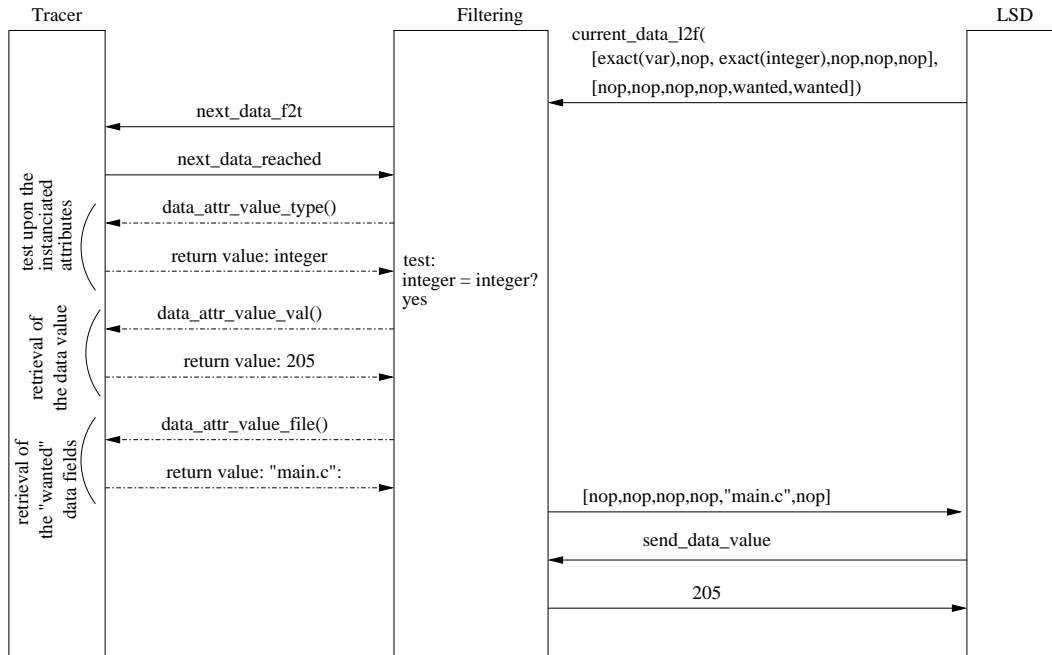 Tracer
Filtering
LSD
current_data_l2f(
[exact(var),nop, exact(integer),nop,nop,nop],
[nop,nop,nop,nop,wanted,wanted])
next_data_f2t
next_data_reached
test upon the
instanciated
attributes
data_attr_value_type()
return value: integer
test:
integer = integer?
yes
retrieval of
the data value
data_attr_value_val()
return value: 205
retrieval of
the "wanted"
data fields
data_attr_value_file()
return value: "main.c":
[nop,nop,nop,nop,"main.c",nop]
send_data_value
205